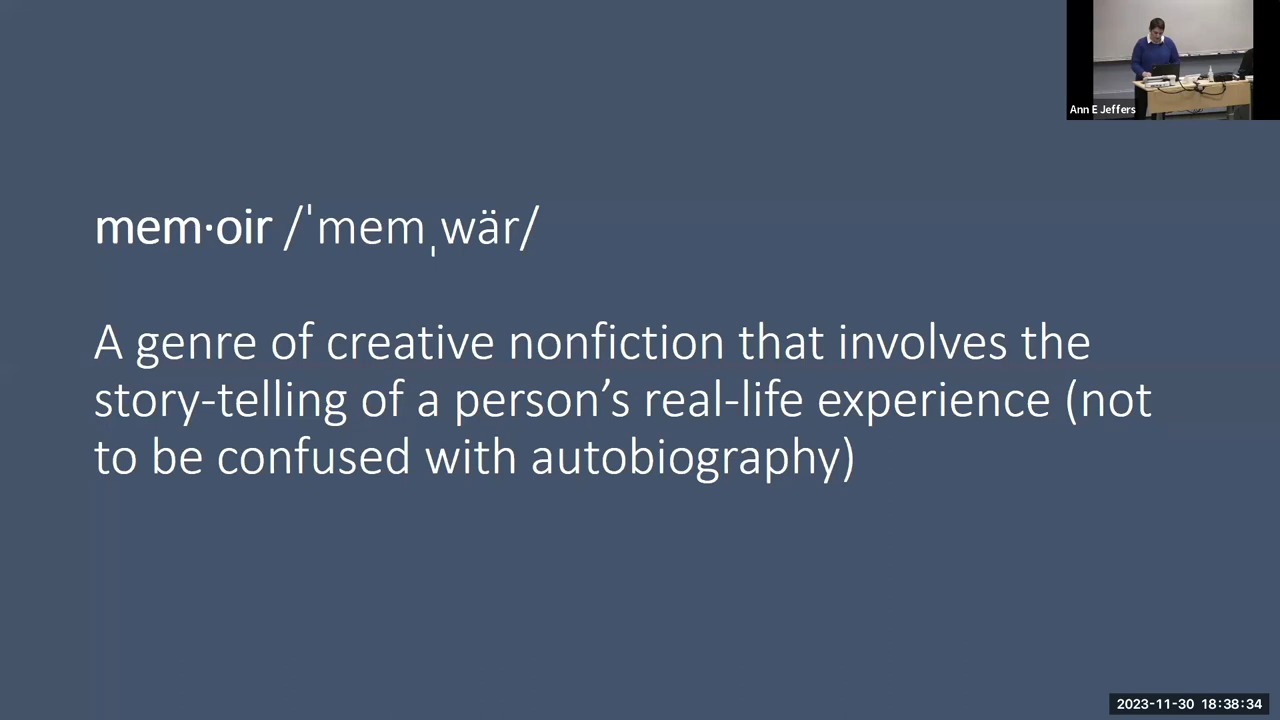 Ann E Jeffers
mem·oir /ˈmemˌwär/
A genre of creative nonfiction that involves the
story-telling of a person’s real-life experience (not
to be confused with autobiography)
2023-11-30 18:38:34